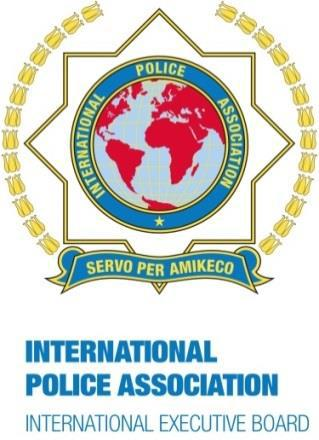 INTERNATIONAL POLICE ASSOCIATION
SERVO PER AMIKECO
INTERNATIONAL
POLICE ASSOCIATION
INTERNATIONAL EXECUTIVE BOARD